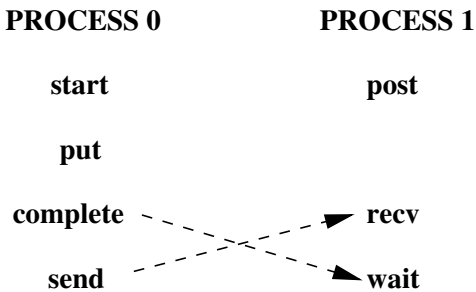 PROCESS 0 PROCESS 1
start post
put
complete recv
send wait